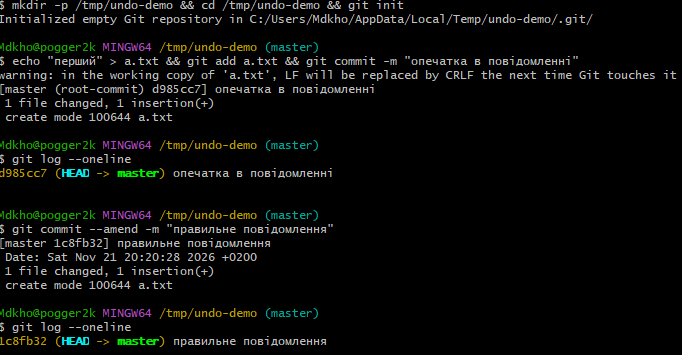 $ mkdir -p /tmp/undo-demo && cd /tmp/undo-demo && git init
Initialized empty Git repository in C:/Users/Mdkho/AppData/Local/Temp/undo-demo/.git/
Mdkho@pogger2k MINGW64 /tmp/undo-demo (master)
$ echo "перший" > a.txt && git add a.txt && git commit -m "опечатка в повідомленні"
warning: in the working copy of 'a.txt', LF will be replaced by CRLF the next time Git touches it
[master (root-commit) d985cc7] опечатка в повідомленні
 1 file changed, 1 insertion(+)
 create mode 100644 a.txt
Mdkho@pogger2k MINGW64 /tmp/undo-demo (master)
$ git log --oneline
d985cc7 (HEAD -> master) опечатка в повідомленні
Mdkho@pogger2k MINGW64 /tmp/undo-demo (master)
$ git commit --amend -m "правильне повідомлення"
[master 1c8fb32] правильне повідомлення
 Date: Sat Nov 21 20:20:28 2026 +0200
 1 file changed, 1 insertion(+)
 create mode 100644 a.txt
Mdkho@pogger2k MINGW64 /tmp/undo-demo (master)
$ git log --oneline
1c8fb32 (HEAD -> master) правильне повідомлення